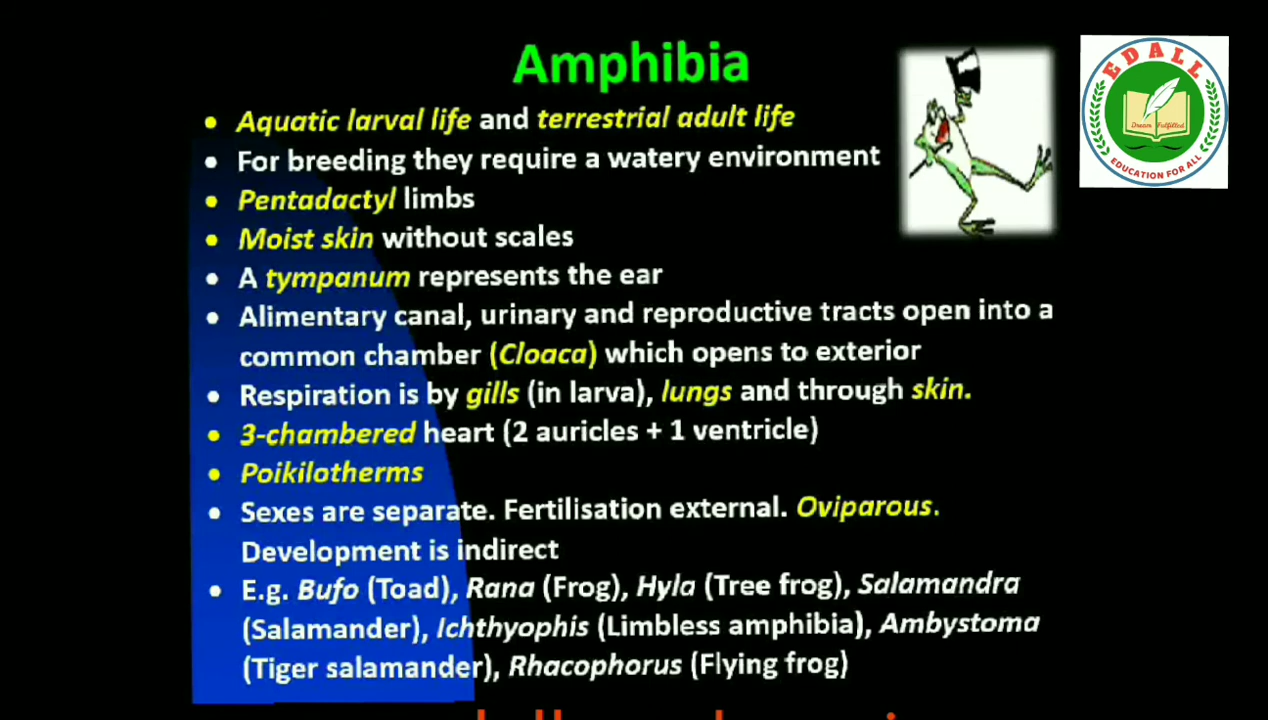 Amphibia
• Aquatic larval life and terrestrial adult life
• For breeding they require a watery environment
• Pentadactyl limbs
• Moist skin without scales
• A tympanum represents the ear
• Alimentary canal, urinary and reproductive tracts open into a
common chamber (Cloaca) which opens to exterior
• Respiration is by gills (in larva), lungs and through skin.
• 3-chambered heart (2 auricles + 1 ventricle)
• Poikilotherms
• Sexes are separate. Fertilisation external. Oviparous.
Development is indirect
• E.g. Bufo (Toad), Rana (Frog), Hyla (Tree frog), Salamandra
(Salamander), Ichthyophis (Limbless amphibia), Ambystoma
(Tiger salamander), Rhacophorus (Flying frog)
EDALL
Dream Fulfilled
EDUCATION FOR ALL